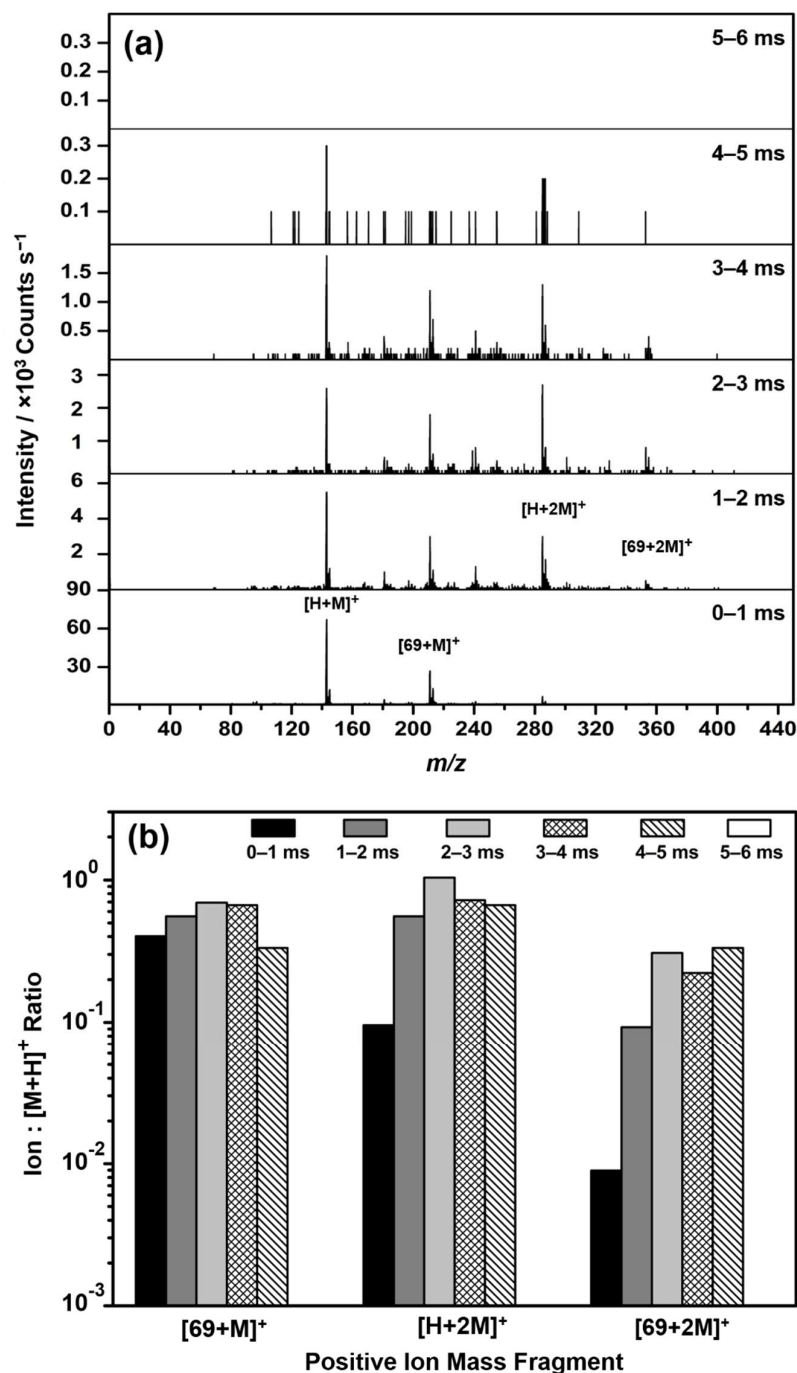 (a)
5–6 ms
0.3
0.2
0.1
4–5 ms
0.3
0.2
0.1
3–4 ms
1.5
1.0
0.5
2–3 ms
3
2
1
1–2 ms
6
4
2
[H+2M]⁺
[69+2M]⁺
0–1 ms
90
60
30
[H+M]⁺
[69+M]⁺
Intensity / ×10³ Counts s⁻¹
0 40 80 120 160 200 240 280 320 360 400 440
m/z
(b)
0–1 ms 1–2 ms 2–3 ms 3–4 ms 4–5 ms 5–6 ms
10⁰
10⁻¹
10⁻²
10⁻³
Ion : [M+H]⁺ Ratio
[69+M]⁺ [H+2M]⁺ [69+2M]⁺
Positive Ion Mass Fragment